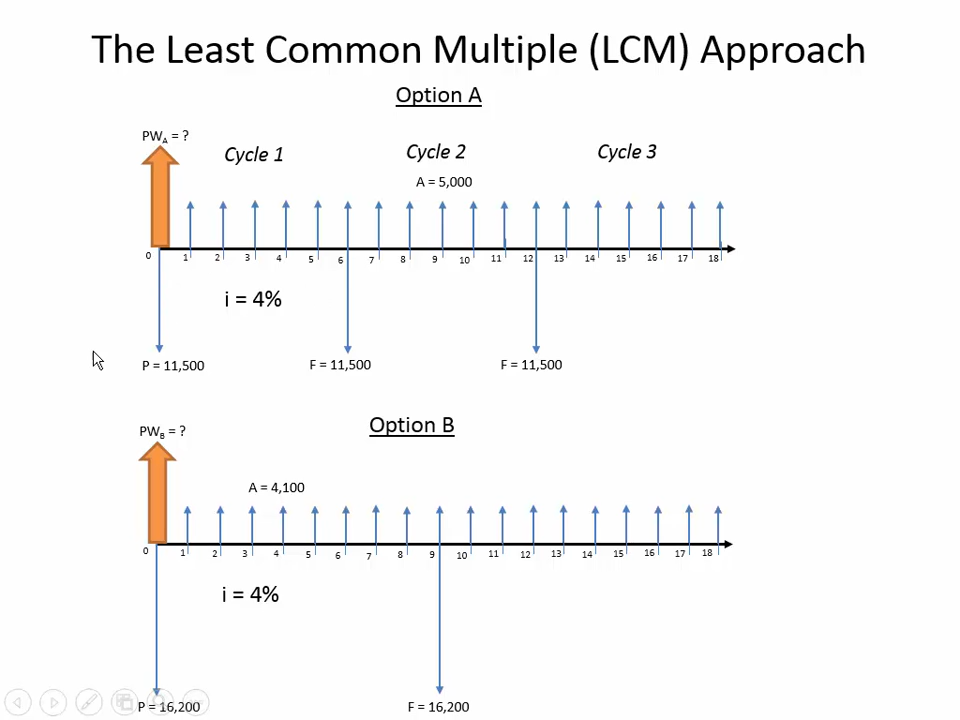 The Least Common Multiple (LCM) Approach
Option A
PWA = ?
Cycle 1 Cycle 2 Cycle 3
A = 5,000
0 1 2 3 4 5 6 7 8 9 10 11 12 13 14 15 16 17 18
i = 4%
P = 11,500 F = 11,500 F = 11,500
Option B
PWB = ?
A = 4,100
0 1 2 3 4 5 6 7 8 9 10 11 12 13 14 15 16 17 18
i = 4%
P = 16,200 F = 16,200